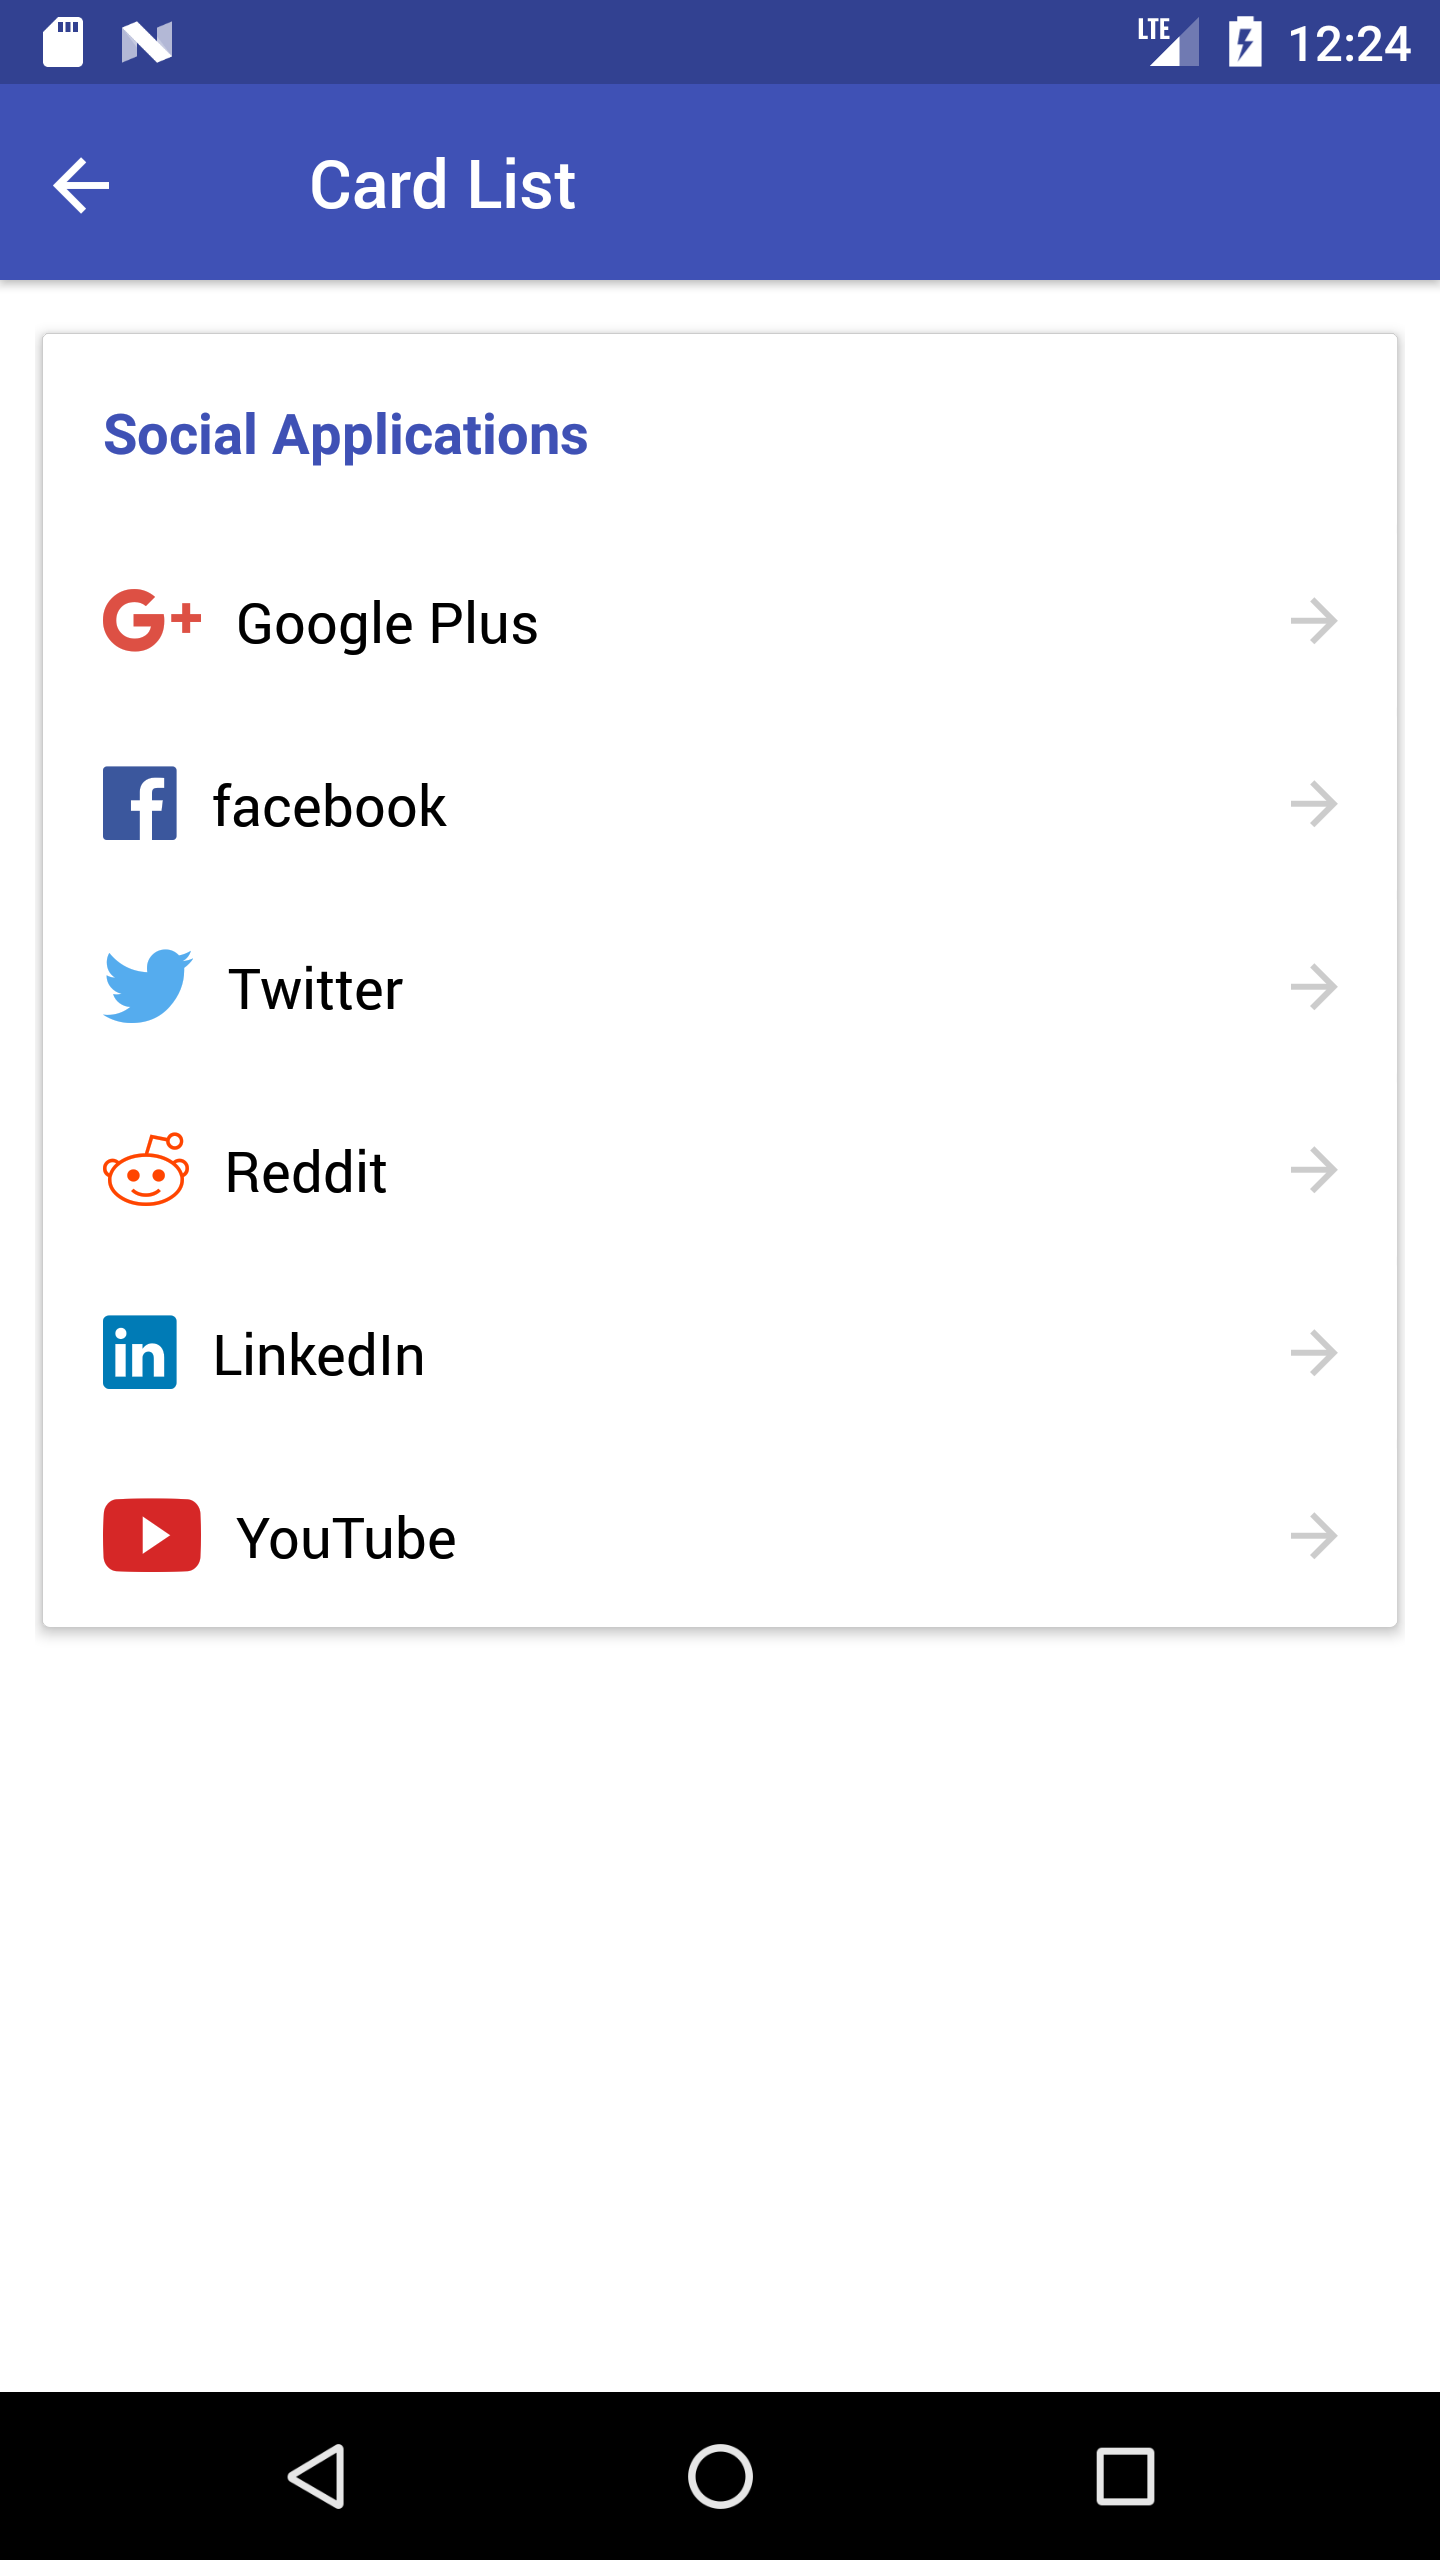 LTE 12:24
Card List
Social Applications
G+ Google Plus
facebook
Twitter
Reddit
in LinkedIn
YouTube